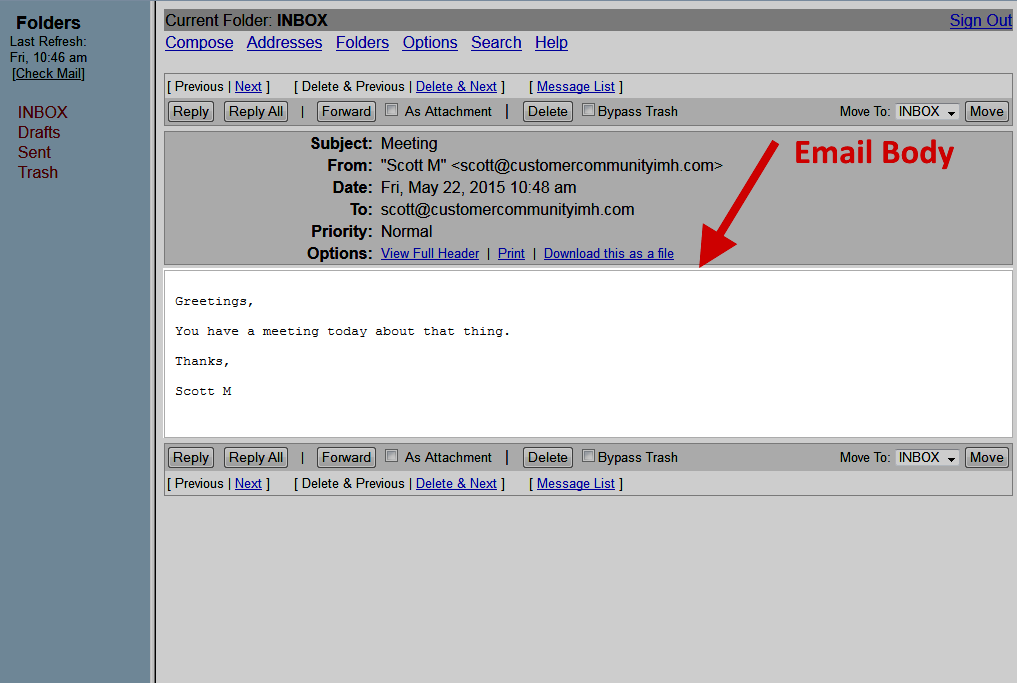 Folders
Last Refresh:
Fri, 10:46 am
[Check Mail]
INBOX
Drafts
Sent
Trash
Current Folder: INBOX Sign Out
Compose Addresses Folders Options Search Help
[ Previous | Next ] [ Delete & Previous | Delete & Next ] [ Message List ]
Reply Reply All | Forward As Attachment | Delete Bypass Trash Move To: INBOX Move
Subject: Meeting
From: "Scott M" <scott@customercommunityimh.com>
Date: Fri, May 22, 2015 10:48 am
To: scott@customercommunityimh.com
Priority: Normal
Options: View Full Header | Print | Download this as a file
Email Body
Greetings,
You have a meeting today about that thing.
Thanks,
Scott M
Reply Reply All | Forward As Attachment | Delete Bypass Trash Move To: INBOX Move
[ Previous | Next ] [ Delete & Previous | Delete & Next ] [ Message List ]